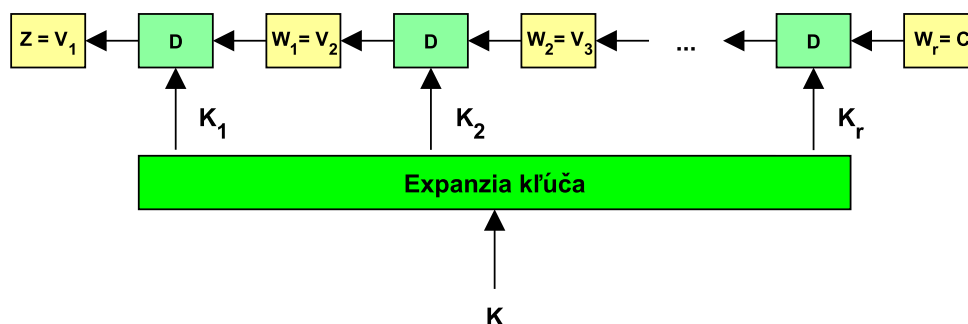 Z = V₁ D W₁= V₂ D W₂= V₃ ... D Wᵣ= C
K₁ K₂ Kᵣ
Expanzia kľúča
K